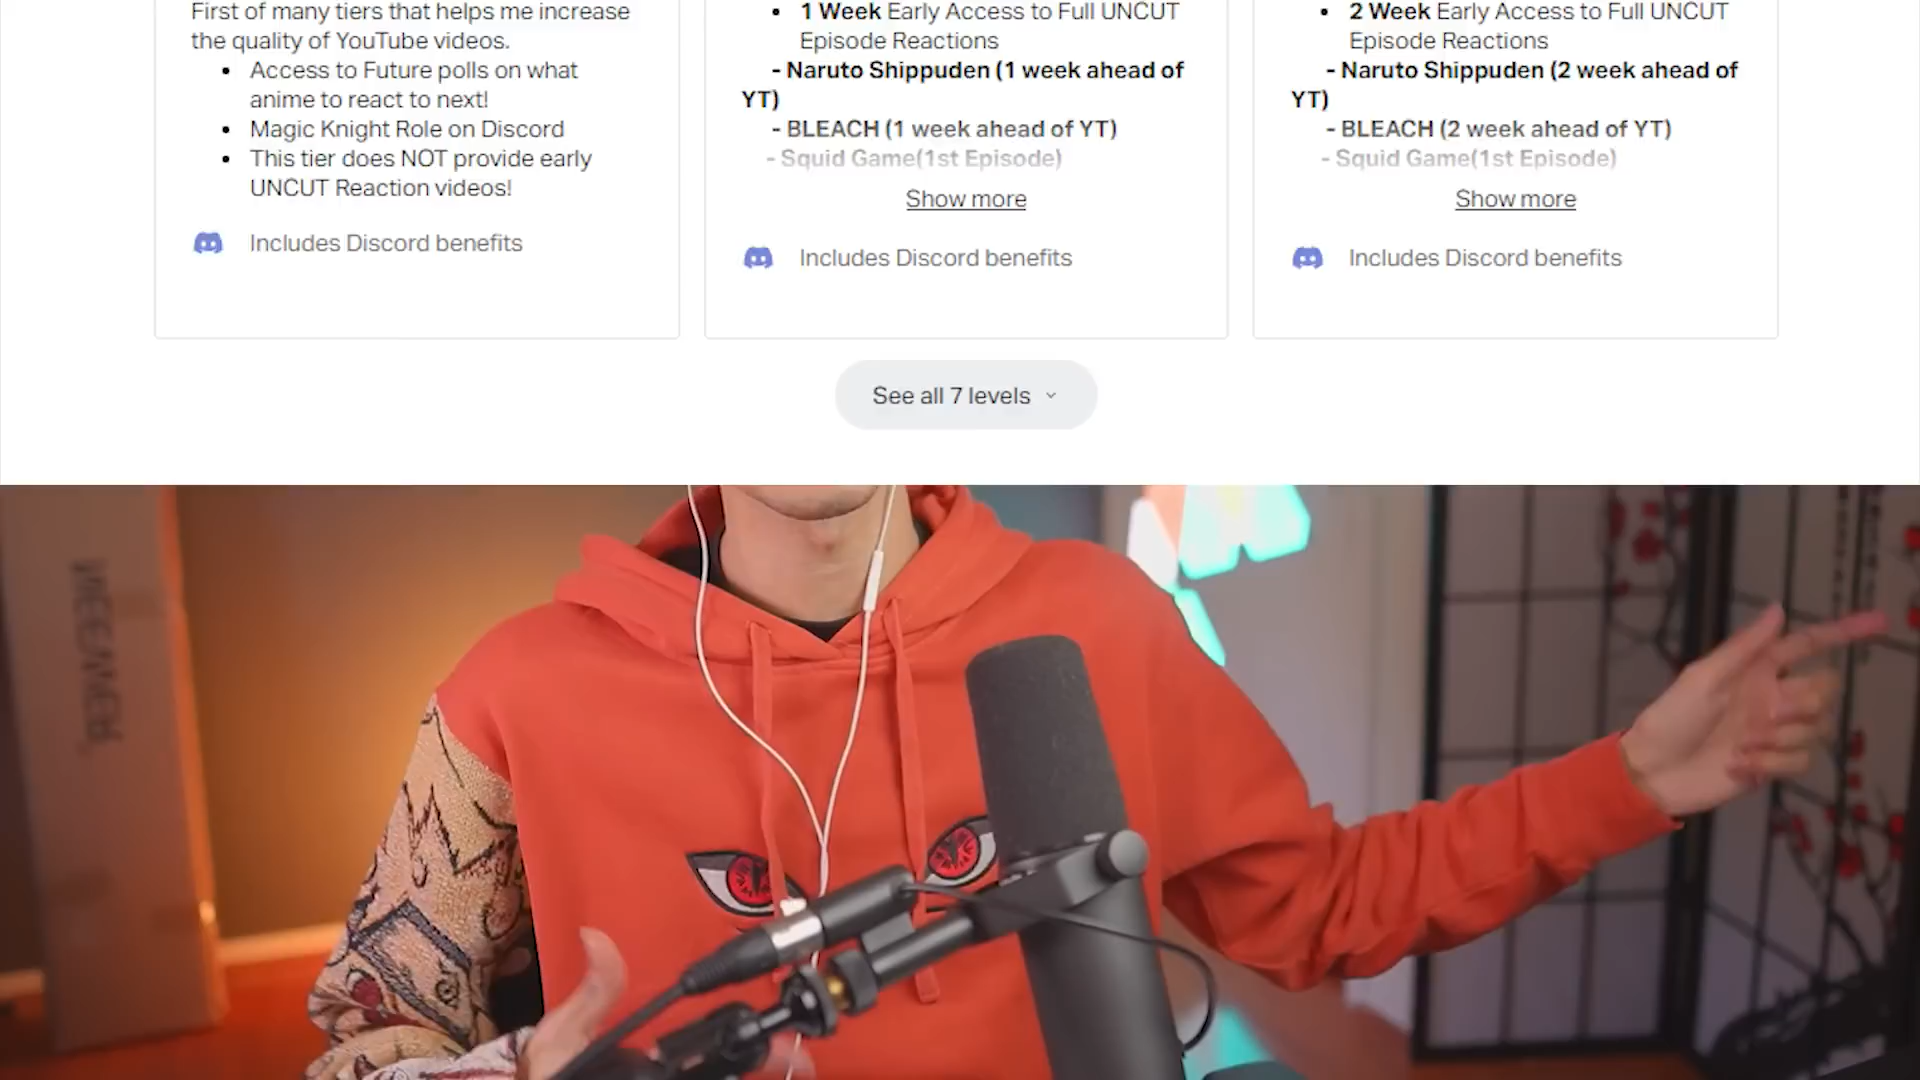 First of many tiers that helps me increase
the quality of YouTube videos.
• Access to Future polls on what
anime to react to next!
• Magic Knight Role on Discord
• This tier does NOT provide early
UNCUT Reaction videos!
Includes Discord benefits
• 1 Week Early Access to Full UNCUT
Episode Reactions
- Naruto Shippuden (1 week ahead of
YT)
- BLEACH (1 week ahead of YT)
- Squid Game(1st Episode)
Show more
Includes Discord benefits
• 2 Week Early Access to Full UNCUT
Episode Reactions
- Naruto Shippuden (2 week ahead of
YT)
- BLEACH (2 week ahead of YT)
- Squid Game(1st Episode)
Show more
Includes Discord benefits
See all 7 levels
NEEWER